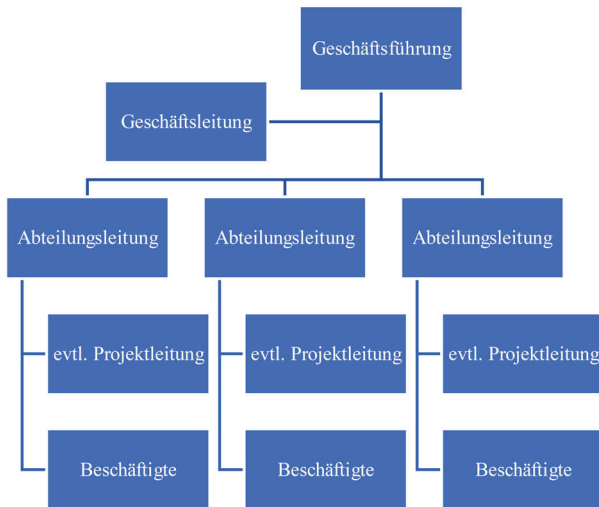 Geschäftsführung
Geschäftsleitung
Abteilungsleitung
Abteilungsleitung
Abteilungsleitung
evtl. Projektleitung
evtl. Projektleitung
evtl. Projektleitung
Beschäftigte
Beschäftigte
Beschäftigte